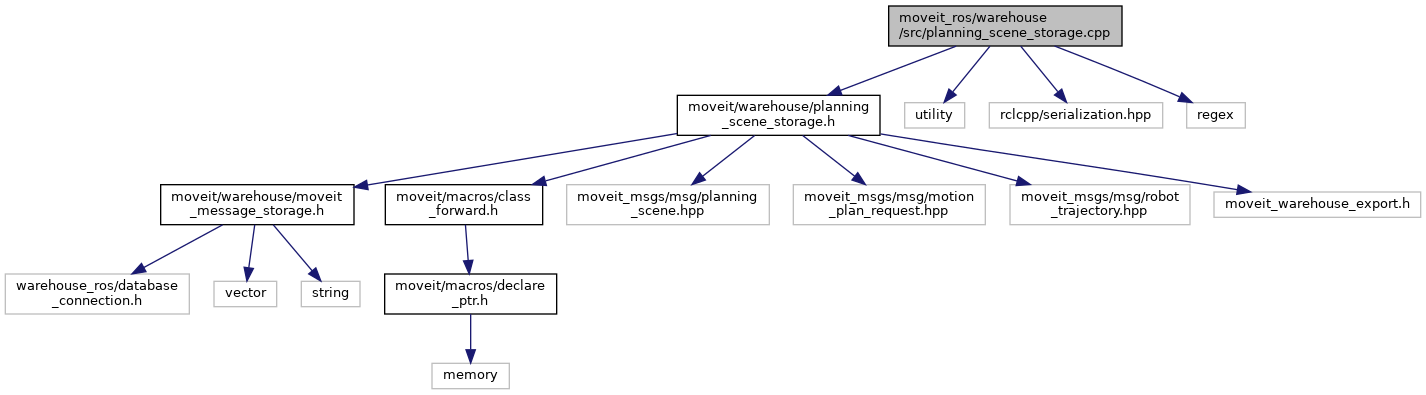 moveit_ros/warehouse
/src/planning_scene_storage.cpp
moveit/warehouse/planning
_scene_storage.h
utility
rclcpp/serialization.hpp
regex
moveit/warehouse/moveit
_message_storage.h
moveit/macros/class
_forward.h
moveit_msgs/msg/planning
_scene.hpp
moveit_msgs/msg/motion
_plan_request.hpp
moveit_msgs/msg/robot
_trajectory.hpp
moveit_warehouse_export.h
warehouse_ros/database
_connection.h
vector
string
moveit/macros/declare
_ptr.h
memory